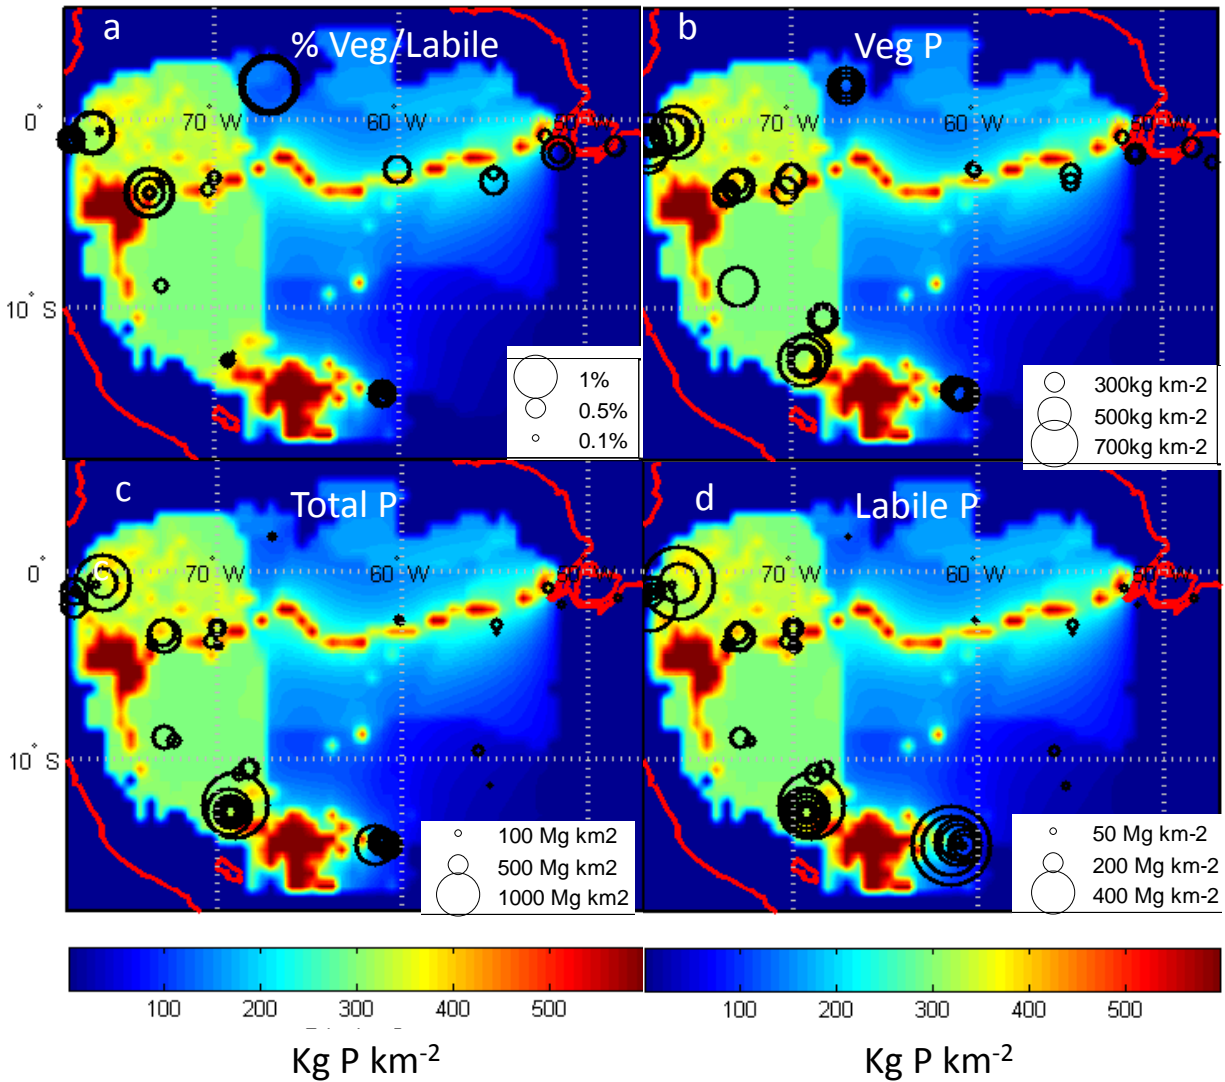 a
% Veg/Labile
0°
70° W
60° W
10° S
1%
0.5%
0.1%
b
Veg P
70° W
60° W
300kg km-2
500kg km-2
700kg km-2
c
Total P
c
0°
70° W
60° W
10° S
100 Mg km2
500 Mg km2
1000 Mg km2
d
Labile P
70° W
60° W
50 Mg km-2
200 Mg km-2
400 Mg km-2
100 200 300 400 500
100 200 300 400 500
Kg P km-2
Kg P km-2